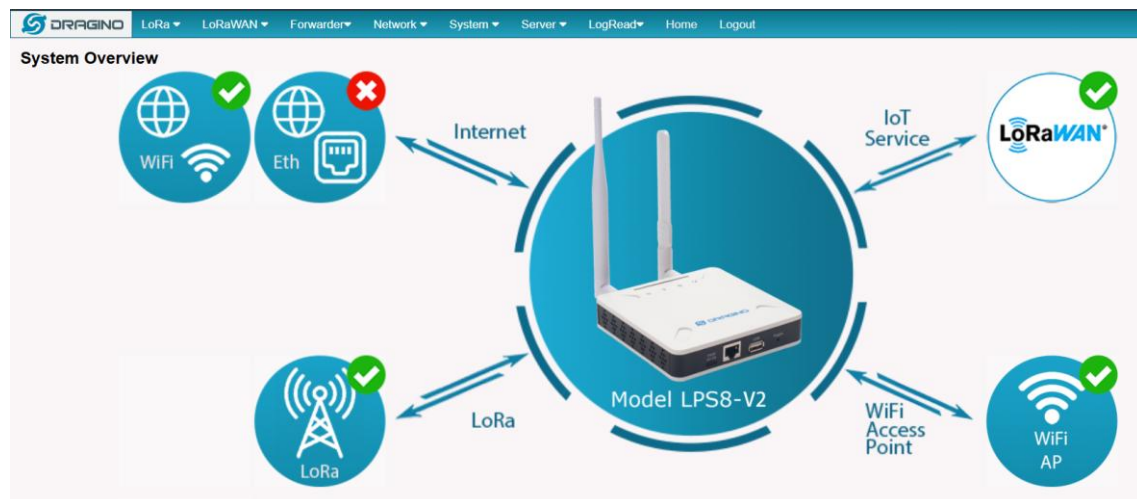 DRAGINO LoRa LoRaWAN Forwarder Network System Server LogRead Home Logout
System Overview
WiFi
Eth
Internet
IoT
Service
LoRaWAN®
DRAGINO
Model LPS8-V2
LoRa
LoRa
WiFi
Access
Point
WiFi
AP